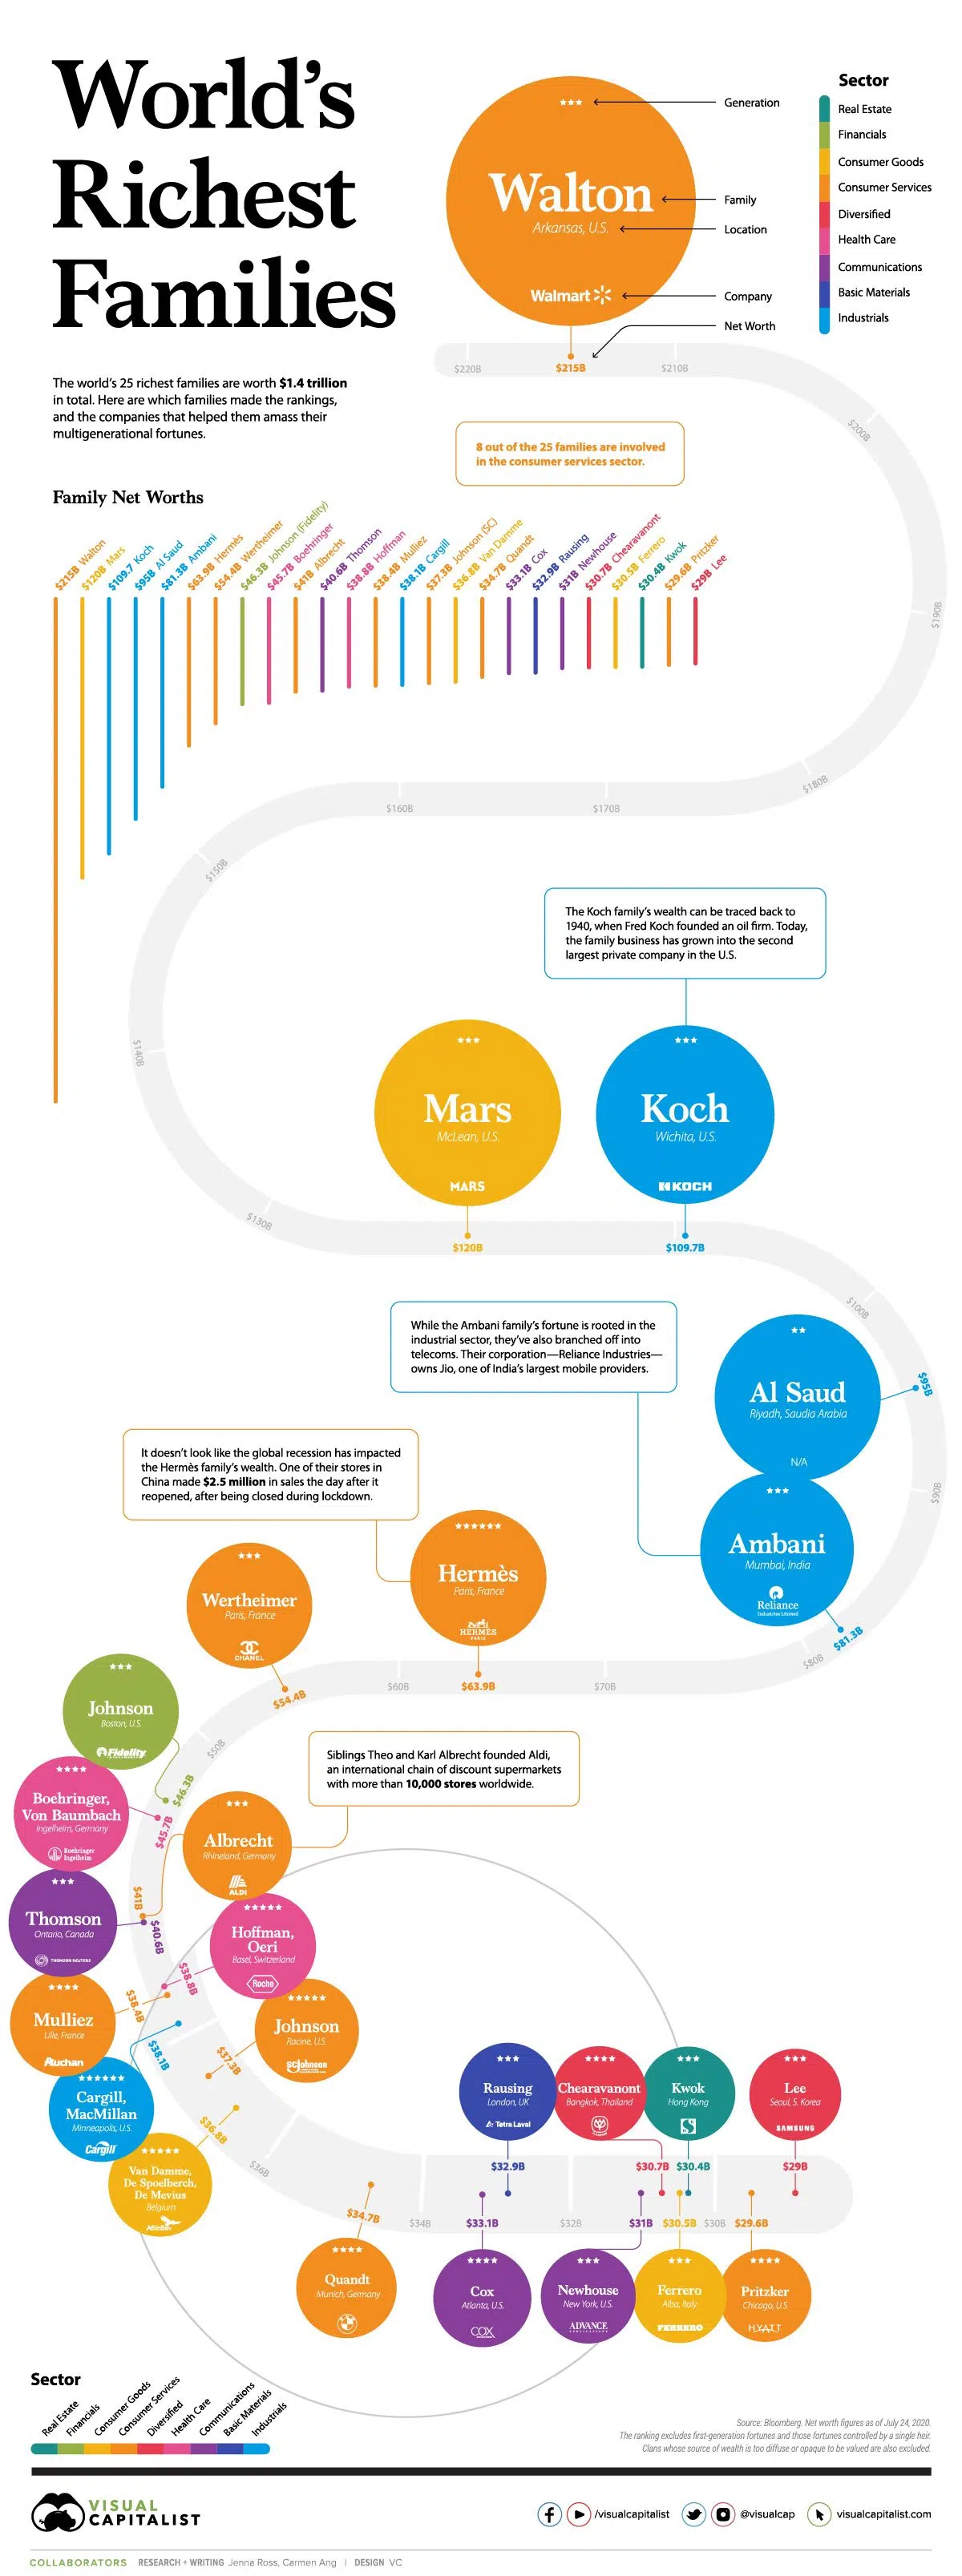 World's
Richest
Families
The world's 25 richest families are worth $1.4 trillion
in total. Here are which families made the rankings,
and the companies that helped them amass their
multigenerational fortunes.
Generation
Walton
Family
Arkansas, U.S.
Location
Walmart
Company
Net Worth
$220B
$215B
$210B
Sector
Real Estate
Financials
Consumer Goods
Consumer Services
Diversified
Health Care
Communications
Basic Materials
Industrials
8 out of the 25 families are involved
in the consumer services sector.
$200B
$190B
$180B
$170B
$160B
$150B
$140B
$130B
Family Net Worths
$215B Walton
$120B Mars
$109.7 Koch
$95B Al Saud
$81.3B Ambani
$63.9B Hermès
$54.4B Wertheimer
$46.3B Johnson (Fidelity)
$45.7B Boehringer
$41B Albrecht
$40.6B Thomson
$38.8B Hoffman
$38.4B Mulliez
$38.1B Cargill
$37.3B Johnson (SC)
$36.8B Van Damme
$34.7B Quandt
$33.1B Cox
$32.9B Rausing
$31B Newhouse
$30.7B Chearavanont
$30.5B Ferrero
$30.4B Kwok
$29.6B Pritzker
$29B Lee
The Koch family's wealth can be traced back to
1940, when Fred Koch founded an oil firm. Today,
the family business has grown into the second
largest private company in the U.S.
Mars
McLean, U.S.
MARS
$120B
Koch
Wichita, U.S.
KOCH
$109.7B
$100B
While the Ambani family's fortune is rooted in the
industrial sector, they've also branched off into
telecoms. Their corporation—Reliance Industries—
owns Jio, one of India's largest mobile providers.
Al Saud
Riyadh, Saudia Arabia
N/A
$95B
$90B
Ambani
Mumbai, India
Reliance
Industries Limited
$81.3B
$80B
It doesn't look like the global recession has impacted
the Hermès family's wealth. One of their stores in
China made $2.5 million in sales the day after it
reopened, after being closed during lockdown.
Hermès
Paris, France
HERMÈS
PARIS
$70B
$63.9B
$60B
Wertheimer
Paris, France
CHANEL
$54.4B
$50B
Johnson
Boston, U.S.
Fidelity
$46.3B
Siblings Theo and Karl Albrecht founded Aldi,
an international chain of discount supermarkets
with more than 10,000 stores worldwide.
Boehringer,
Von Baumbach
Ingelheim, Germany
Boehringer
Ingelheim
$45.7B
Albrecht
Rhineland, Germany
ALDI
$41B
Thomson
Ontario, Canada
THOMSON REUTERS
$40.6B
Hoffman,
Oeri
Basel, Switzerland
Roche
$38.8B
Mulliez
Lille, France
Auchan
$38.4B
Johnson
Racine, U.S.
SC Johnson
$37.3B
Cargill,
MacMillan
Minneapolis, U.S.
Cargill
$38.1B
Van Damme,
De Spoelberch,
De Mevius
Belgium
ABInBev
$36.8B
$36B
Quandt
Munich, Germany
$34.7B
$34B
Rausing
London, UK
Tetra Laval
$32.9B
Chearavanont
Bangkok, Thailand
$30.7B
Kwok
Hong Kong
$30.4B
Lee
Seoul, S. Korea
SAMSUNG
$29B
$33.1B
$32B
$31B
$30.5B
$30B
$29.6B
Cox
Atlanta, U.S.
COX
Newhouse
New York, U.S.
ADVANCE
Ferrero
Alba, Italy
FERRERO
Pritzker
Chicago, U.S.
HYATT
Sector
Real Estate
Financials
Consumer Goods
Consumer Services
Diversified
Health Care
Communications
Basic Materials
Industrials
Source: Bloomberg. Net worth figures as of July 24, 2020.
The ranking excludes first-generation fortunes and those fortunes controlled by a single heir.
Clans whose source of wealth is too diffuse or opaque to be valued are also excluded.
VISUAL
CAPITALIST
/visualcapitalist
@visualcap
visualcapitalist.com
COLLABORATORS RESEARCH + WRITING Jenna Ross, Carmen Ang | DESIGN VC